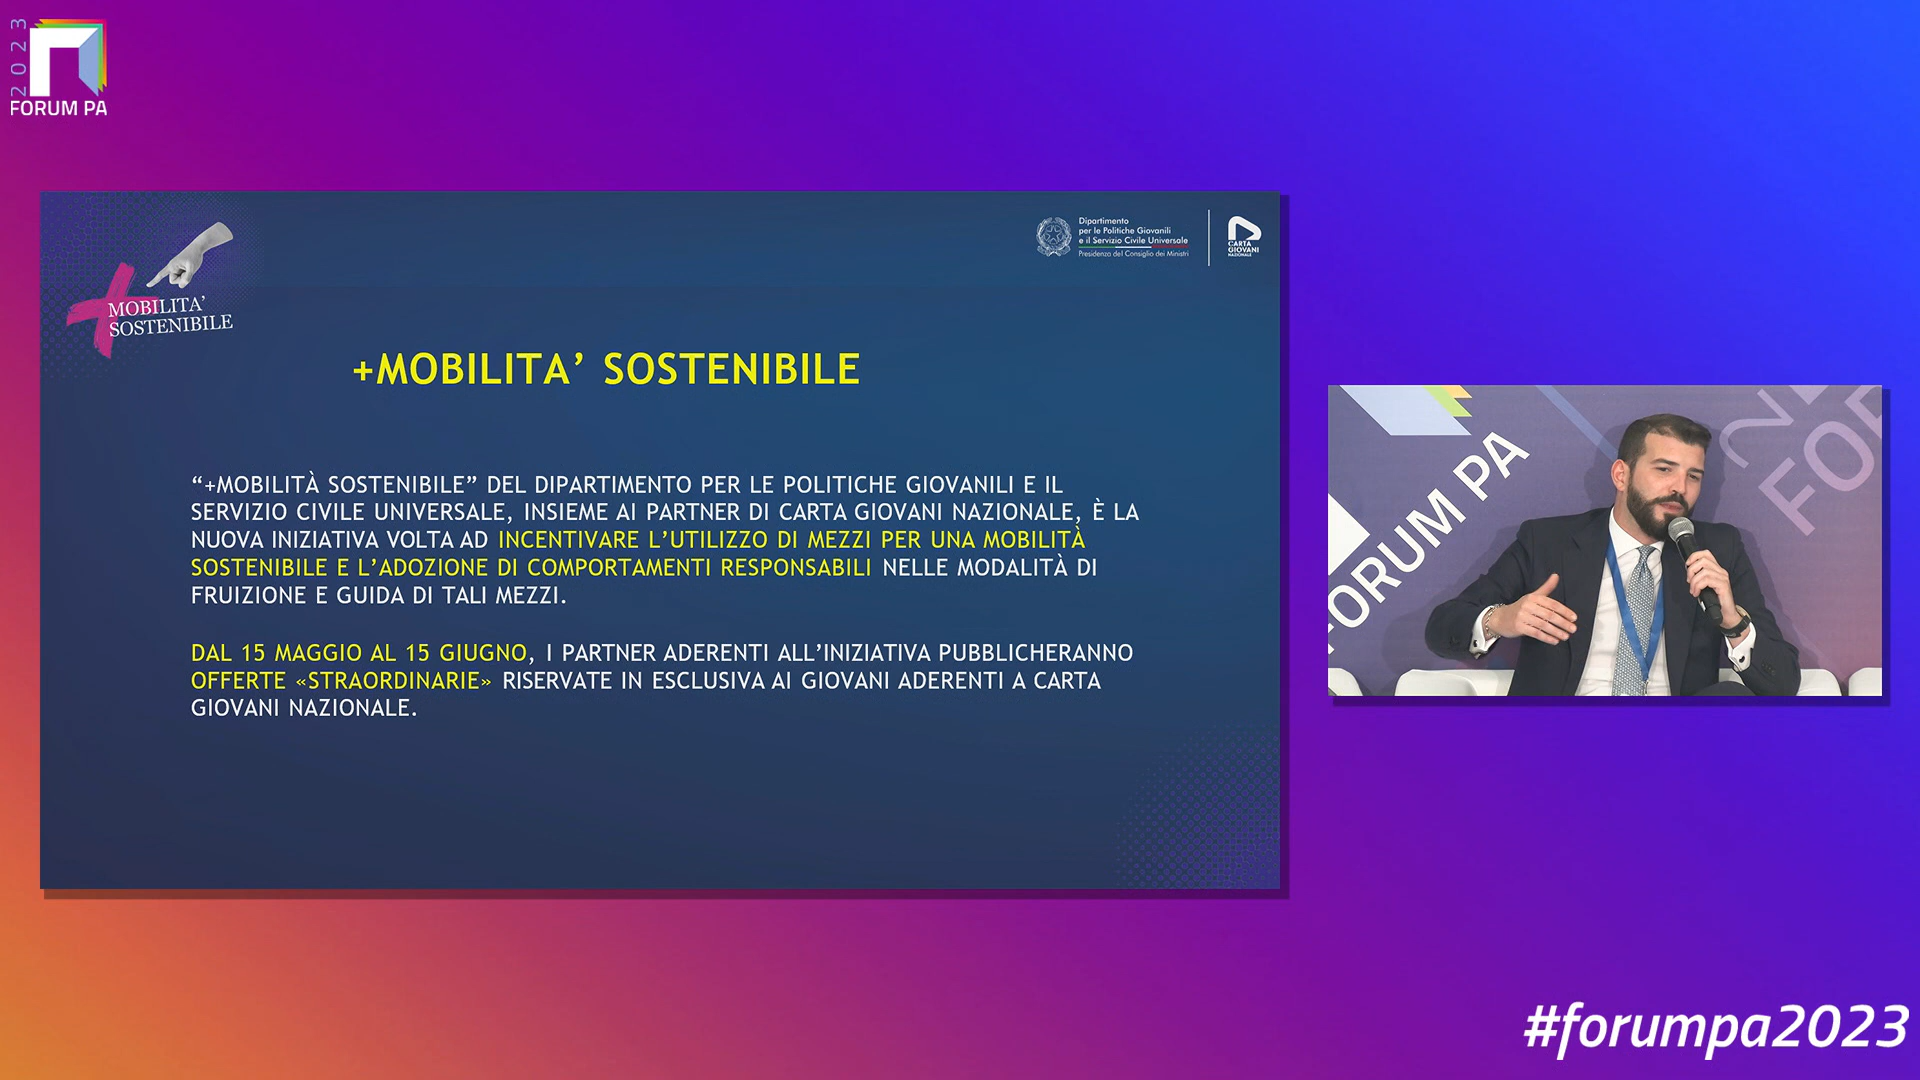 2023
FORUM PA
Dipartimento
per le Politiche Giovanili
e il Servizio Civile Universale
Presidenza del Consiglio dei Ministri
CARTA
GIOVANI
NAZIONALE
MOBILITA’
SOSTENIBILE
+MOBILITA’ SOSTENIBILE
“+MOBILITÀ SOSTENIBILE” DEL DIPARTIMENTO PER LE POLITICHE GIOVANILI E IL
SERVIZIO CIVILE UNIVERSALE, INSIEME AI PARTNER DI CARTA GIOVANI NAZIONALE, È LA
NUOVA INIZIATIVA VOLTA AD INCENTIVARE L’UTILIZZO DI MEZZI PER UNA MOBILITÀ
SOSTENIBILE E L’ADOZIONE DI COMPORTAMENTI RESPONSABILI NELLE MODALITÀ DI
FRUIZIONE E GUIDA DI TALI MEZZI.
DAL 15 MAGGIO AL 15 GIUGNO, I PARTNER ADERENTI ALL’INIZIATIVA PUBBLICHERANNO
OFFERTE «STRAORDINARIE» RISERVATE IN ESCLUSIVA AI GIOVANI ADERENTI A CARTA
GIOVANI NAZIONALE.
FORUM PA
FOR
#forumpa2023